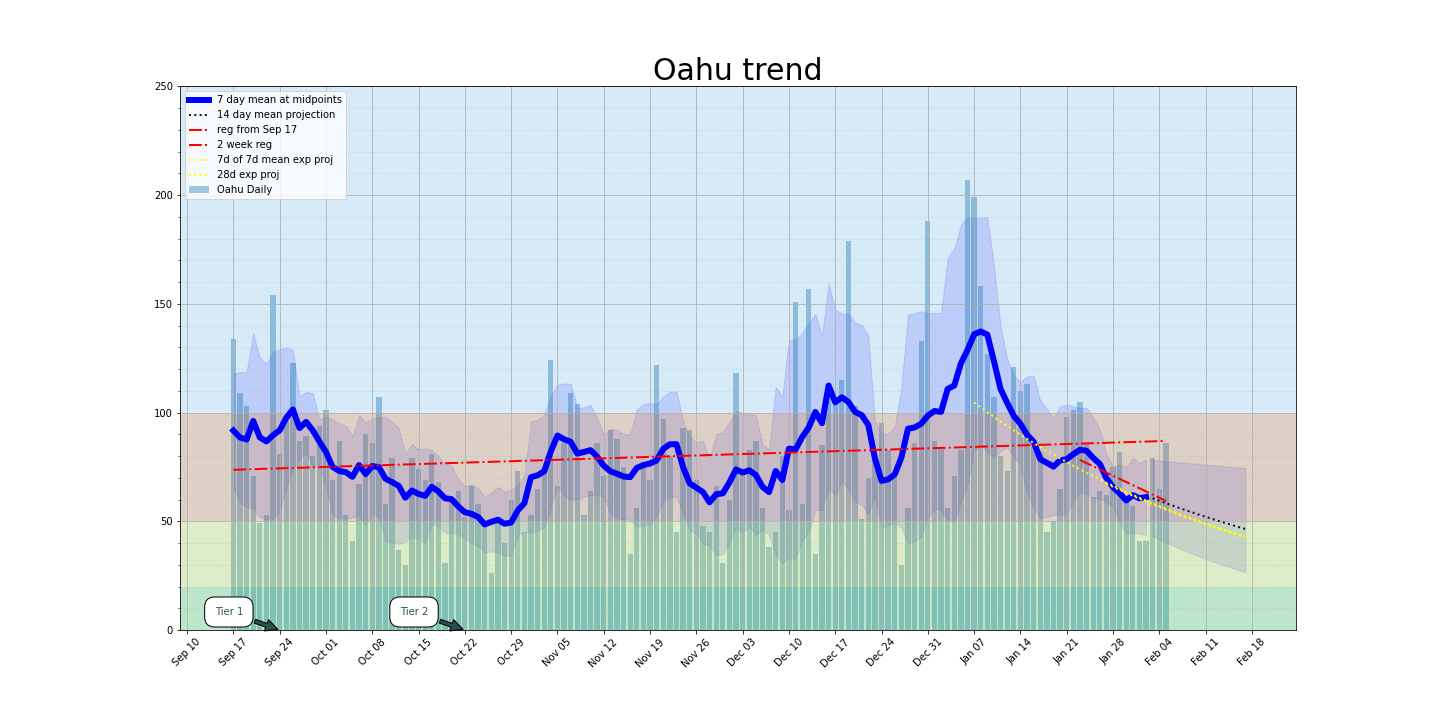 Oahu trend
250
200
150
100
50
0
7 day mean at midpoints
14 day mean projection
reg from Sep 17
2 week reg
7d of 7d mean exp proj
28d exp proj
Oahu Daily
Tier 1
Tier 2
Sep 10
Sep 17
Sep 24
Oct 01
Oct 08
Oct 15
Oct 22
Oct 29
Nov 05
Nov 12
Nov 19
Nov 26
Dec 03
Dec 10
Dec 17
Dec 24
Dec 31
Jan 07
Jan 14
Jan 21
Jan 28
Feb 04
Feb 11
Feb 18